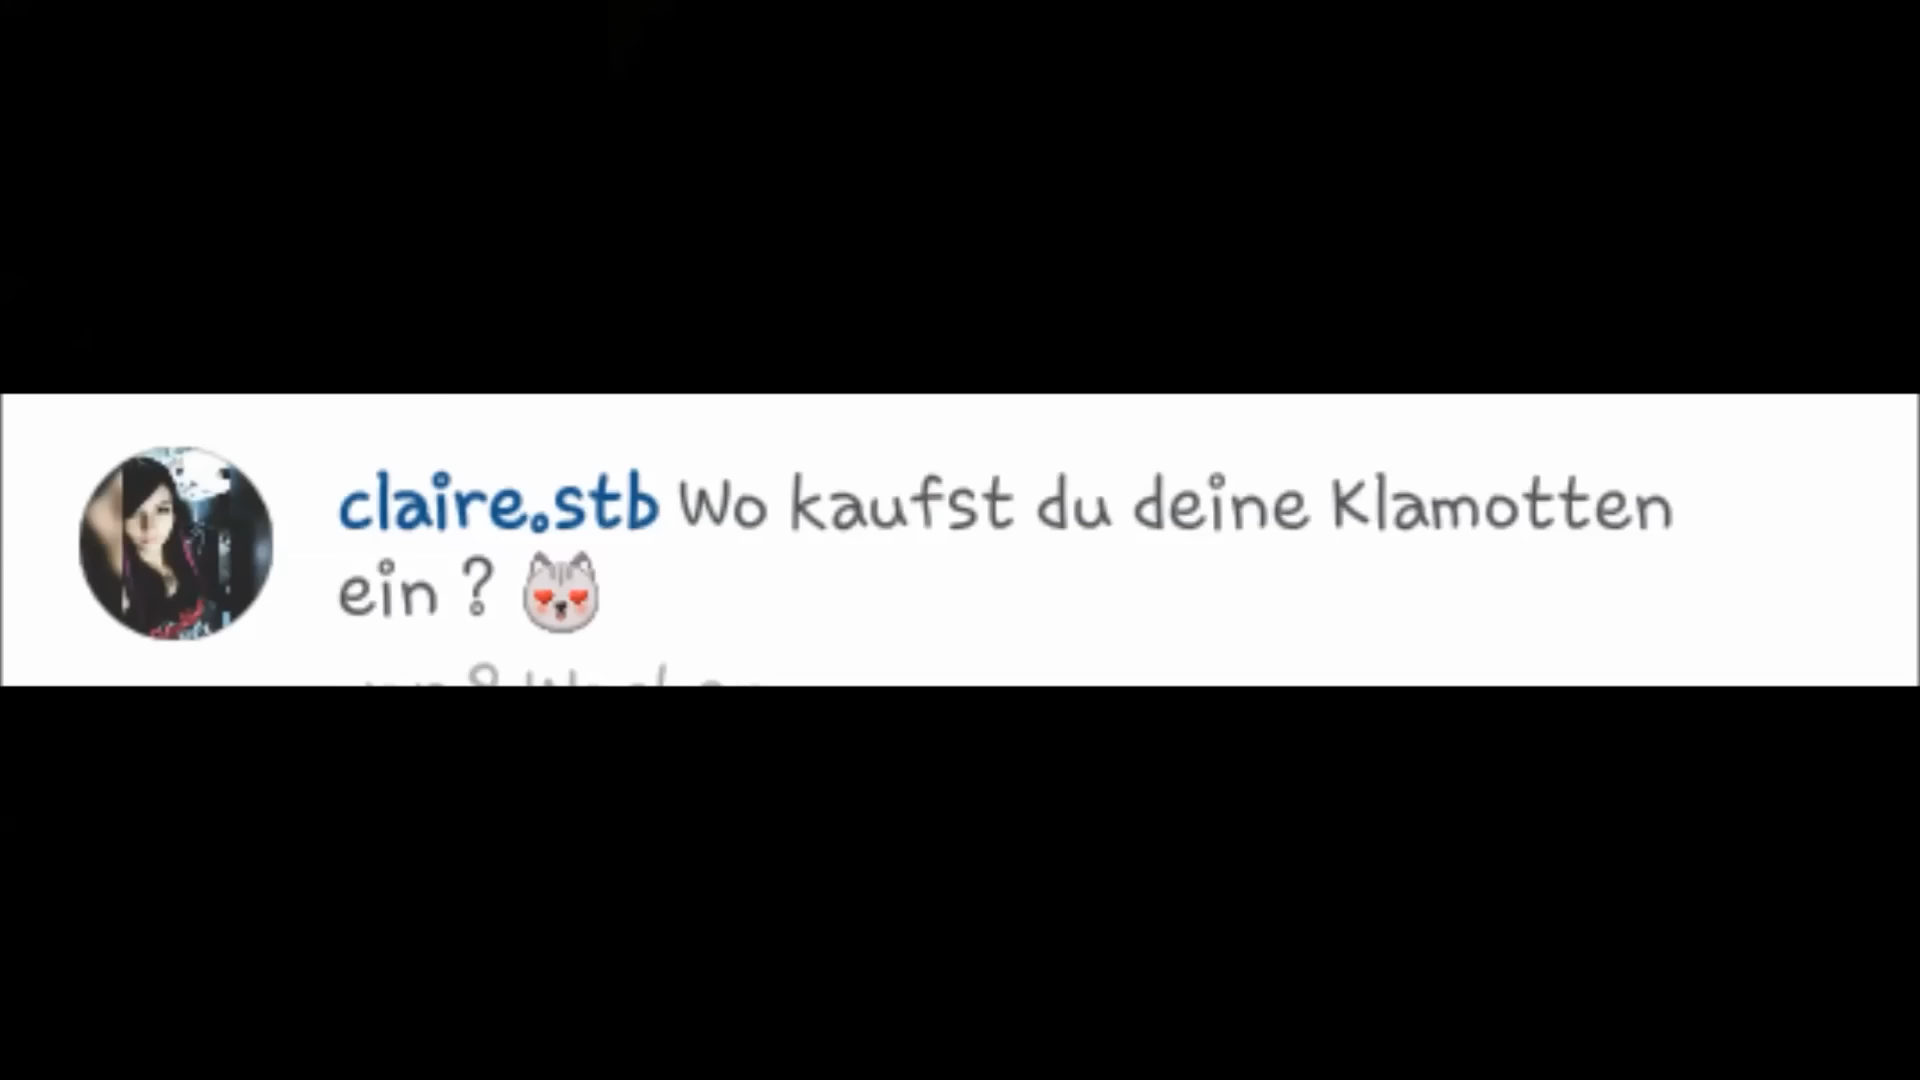 claire.stb Wo kaufst du deine Klamotten
ein ? 😻